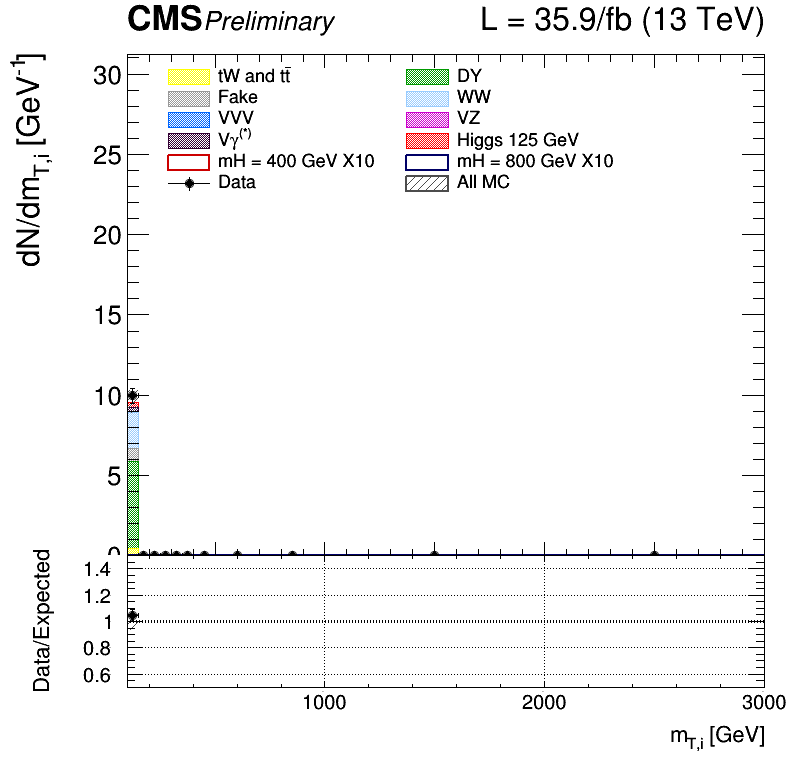 CMS Preliminary L = 35.9/fb (13 TeV)
dN/dm_{T,i} [GeV^{-1}]
30
25
20
15
10
5
0
tW and tt̄
DY
Fake
WW
VVV
VZ
Vγ^{(*)}
Higgs 125 GeV
mH = 400 GeV X10
mH = 800 GeV X10
Data
All MC
Data/Expected
1.4
1.2
1
0.8
0.6
1000 2000 3000
m_{T,i} [GeV]